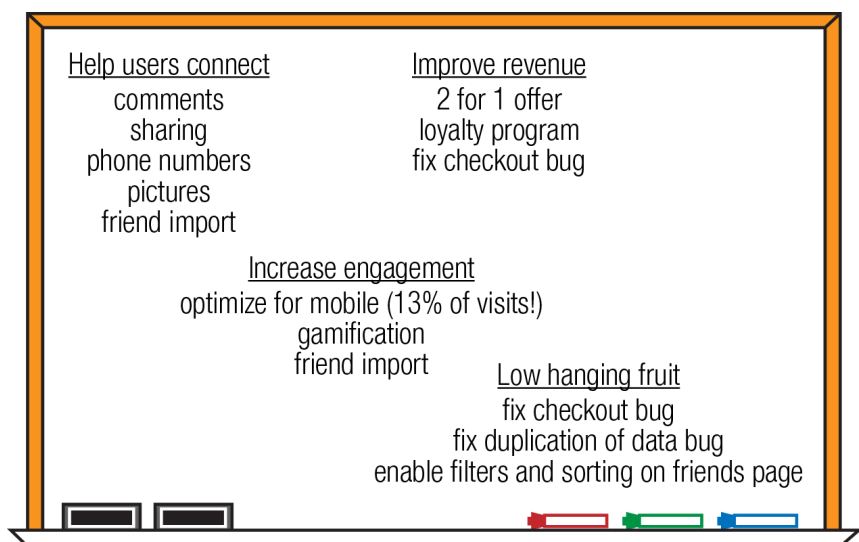 Help users connect
comments
sharing
phone numbers
pictures
friend import
Improve revenue
2 for 1 offer
loyalty program
fix checkout bug
Increase engagement
optimize for mobile (13% of visits!)
gamification
friend import
Low hanging fruit
fix checkout bug
fix duplication of data bug
enable filters and sorting on friends page